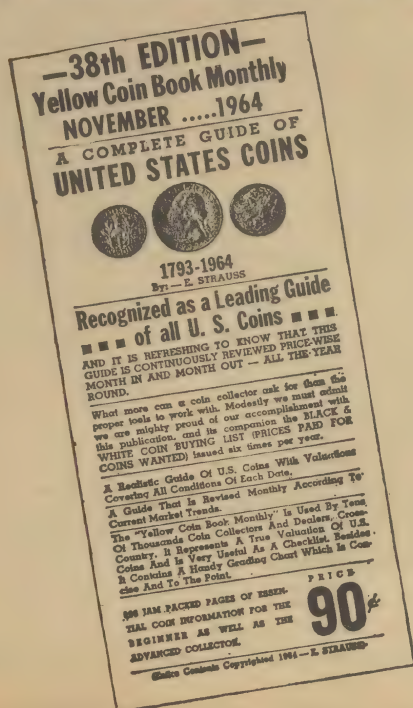 —38th EDITION—
Yellow Coin Book Monthly
NOVEMBER .....1964
A COMPLETE GUIDE OF
UNITED STATES COINS
1793-1964
By: — E. STRAUSS
Recognized as a Leading Guide
■ ■ ■ of all U. S. Coins ■ ■ ■
AND IT IS REFRESHING TO KNOW THAT THIS
GUIDE IS CONTINUOUSLY REVIEWED PRICE-WISE
MONTH IN AND MONTH OUT — ALL THE YEAR
ROUND.
What more can a coin collector ask for than the
proper tools to work with. Modestly we must admit
we are mighty proud of our accomplishment with
this publication, and its companion the BLACK &
WHITE COIN BUYING LIST (PRICES PAID FOR
COINS WANTED) issued six times per year.
A Realistic Guide Of U.S. Coins With Valuations
Covering All Conditions Of Each Date.
A Guide That Is Revised Monthly According To
Current Market Trends.
The "Yellow Coin Book Monthly" Is Used By Tens
Of Thousands Coin Collectors And Dealers, Cross-
Country. It Represents A True Valuation Of U.S.
Coins And Is Very Useful As A Checklist. Besides
It Contains A Handy Grading Chart Which Is Con-
cise And To The Point.
JAM PACKED PAGES OF ESSEN-
TIAL COIN INFORMATION FOR THE
BEGINNER AS WELL AS THE
ADVANCED COLLECTOR.
PRICE
90¢
Entire Contents Copyrighted 1964 — E. STRAUSS